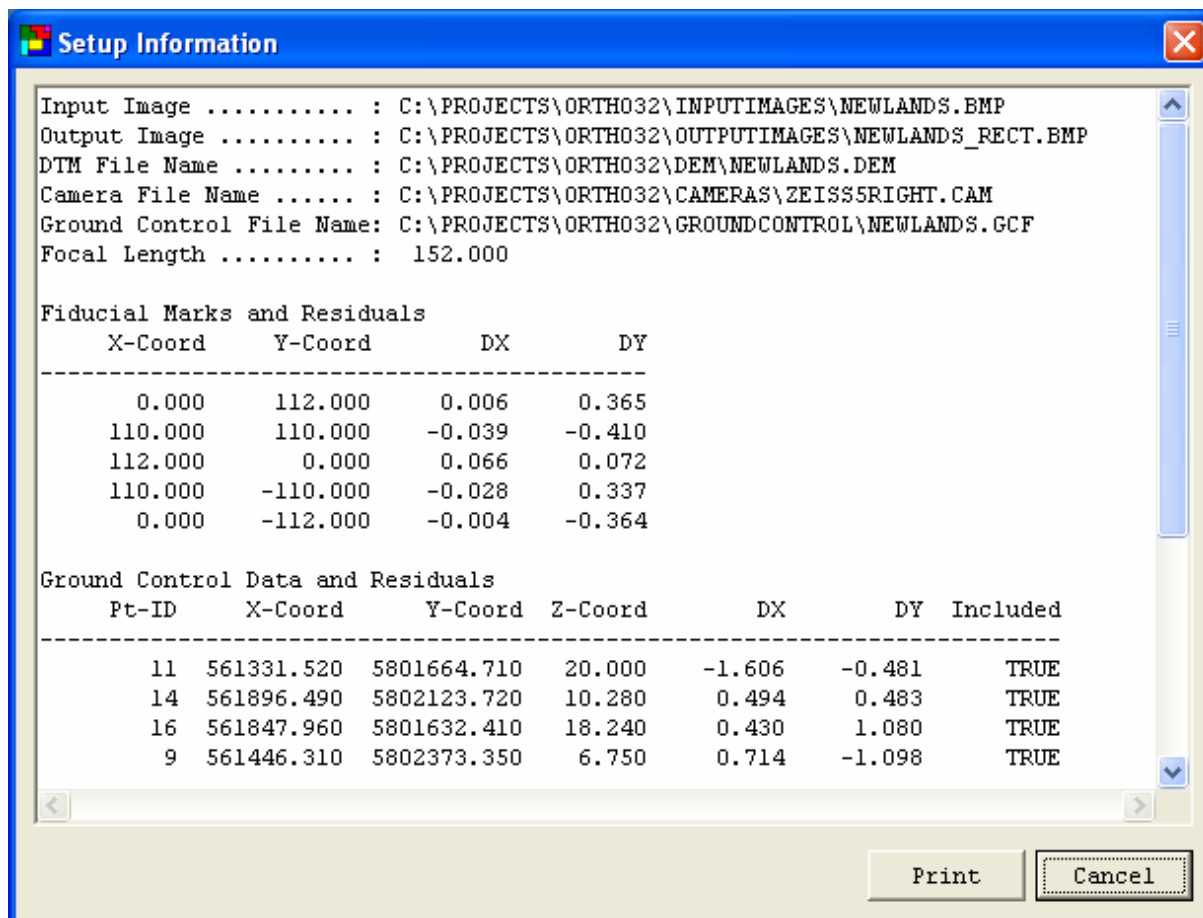 Setup Information
Input Image ........... : C:\PROJECTS\ORTHO32\INPUTIMAGES\NEWLANDS.BMP
Output Image .......... : C:\PROJECTS\ORTHO32\OUTPUTIMAGES\NEWLANDS_RECT.BMP
DTM File Name ......... : C:\PROJECTS\ORTHO32\DEM\NEWLANDS.DEM
Camera File Name ...... : C:\PROJECTS\ORTHO32\CAMERAS\ZEISS5RIGHT.CAM
Ground Control File Name: C:\PROJECTS\ORTHO32\GROUNDCONTROL\NEWLANDS.GCF
Focal Length .......... :  152.000
Fiducial Marks and Residuals
X-Coord Y-Coord DX DY
--------------------------------------------
0.000 112.000 0.006 0.365
110.000 110.000 -0.039 -0.410
112.000 0.000 0.066 0.072
110.000 -110.000 -0.028 0.337
0.000 -112.000 -0.004 -0.364
Ground Control Data and Residuals
Pt-ID X-Coord Y-Coord Z-Coord DX DY Included
--------------------------------------------------------------------------
11 561331.520 5801664.710 20.000 -1.606 -0.481 TRUE
14 561896.490 5802123.720 10.280 0.494 0.483 TRUE
16 561847.960 5801632.410 18.240 0.430 1.080 TRUE
9 561446.310 5802373.350 6.750 0.714 -1.098 TRUE
Print Cancel